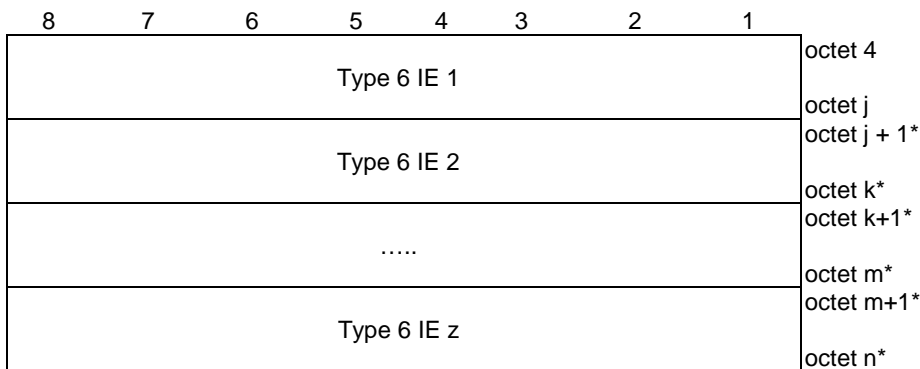 8 7 6 5 4 3 2 1
octet 4
Type 6 IE 1
octet j
octet j + 1*
Type 6 IE 2
octet k*
octet k+1*
…..
octet m*
octet m+1*
Type 6 IE z
octet n*